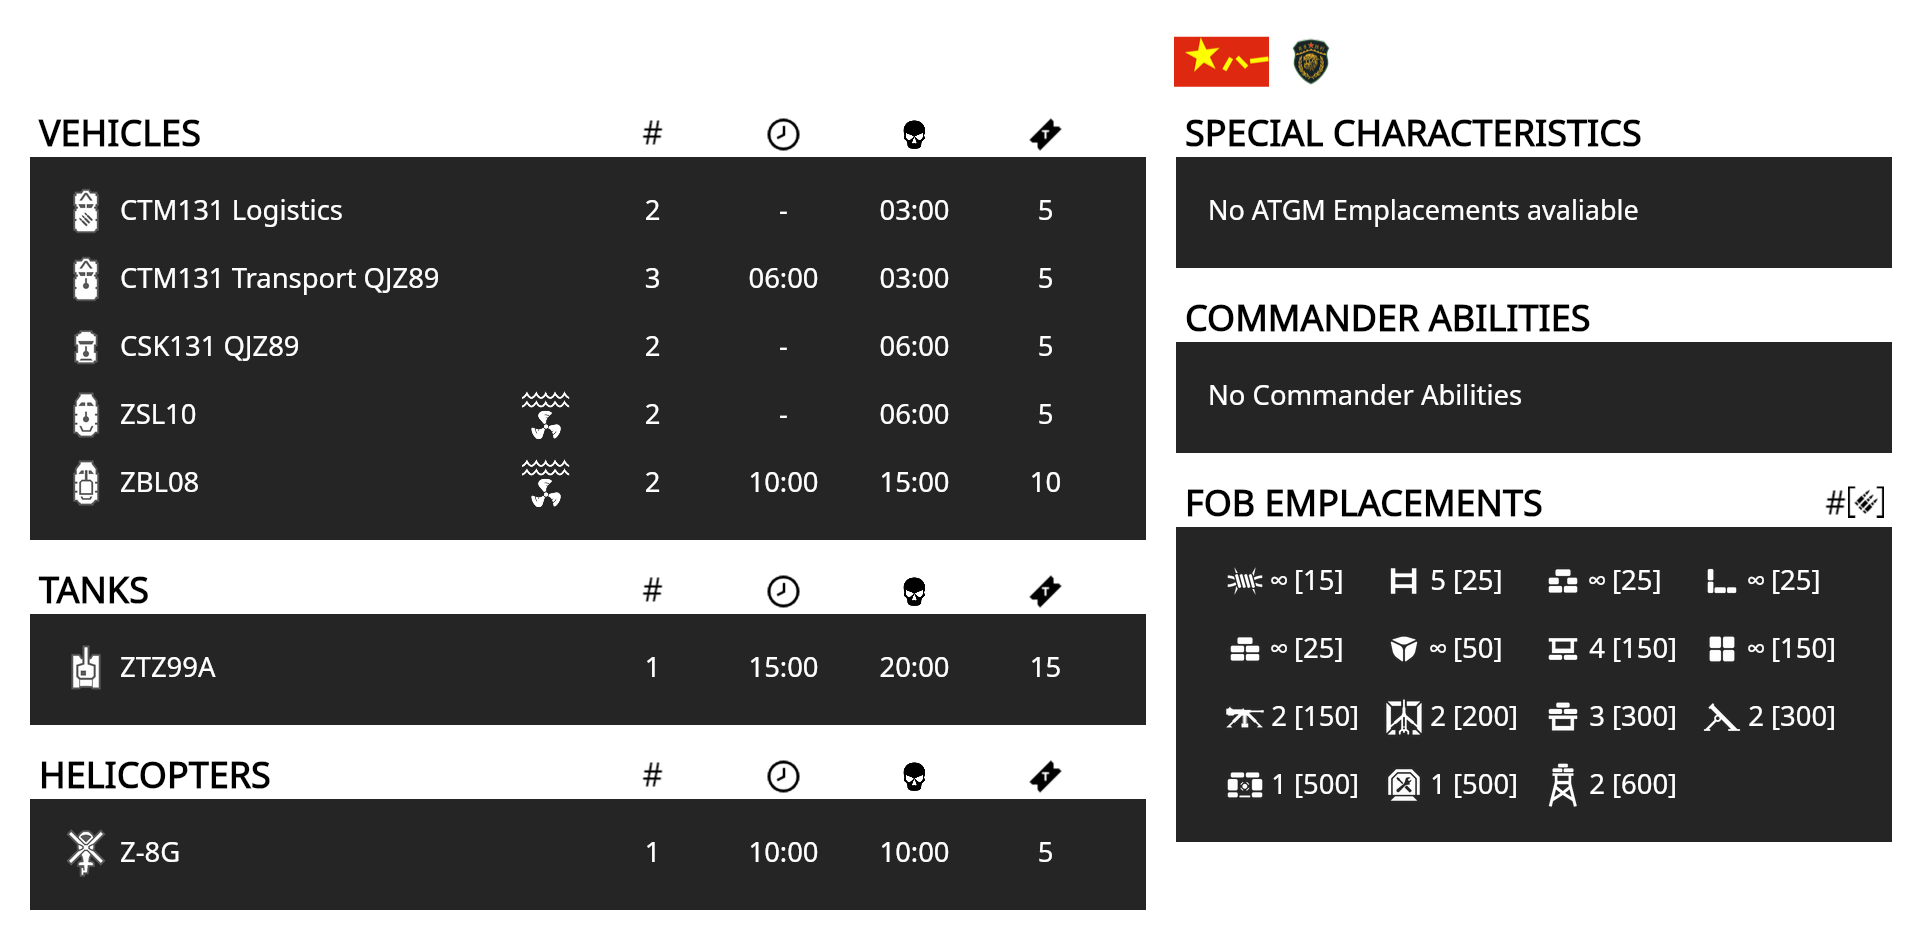 VEHICLES #
CTM131 Logistics 2 - 03:00 5
CTM131 Transport QJZ89 3 06:00 03:00 5
CSK131 QJZ89 2 - 06:00 5
ZSL10 2 - 06:00 5
ZBL08 2 10:00 15:00 10
TANKS #
ZTZ99A 1 15:00 20:00 15
HELICOPTERS #
Z-8G 1 10:00 10:00 5
八一
SPECIAL CHARACTERISTICS
No ATGM Emplacements avaliable
COMMANDER ABILITIES
No Commander Abilities
FOB EMPLACEMENTS #[ ]
∞ [15] 5 [25] ∞ [25] ∞ [25]
∞ [25] ∞ [50] 4 [150] ∞ [150]
2 [150] 2 [200] 3 [300] 2 [300]
1 [500] 1 [500] 2 [600]